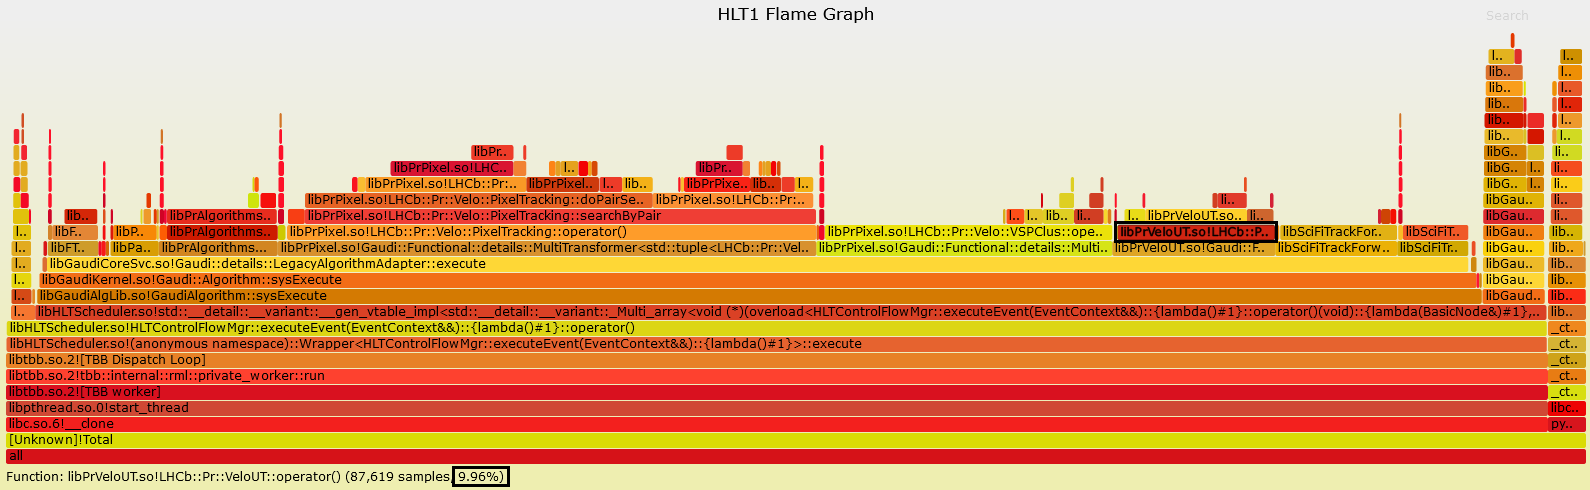 HLT1 Flame Graph
Search
l.. l..
lib.. l..
lib.. l..
lib.. l..
lib.. l..
lib.. l..
libPr.. libG.. li..
libPrPixel.so!LHC.. l.. libPr.. libG.. l.. li..
libPrPixel.so!LHCb::Pr:.. libPrPixel.. l.. lib.. libPrPixe.. lib.. libG.. l.. li..
libPrPixel.so!LHCb::Pr::Velo::PixelTracking::doPairSe.. libPrPixel.so!LHCb::Pr:.. li.. libGau.. li..
lib.. libPrAlgorithms.. libPrPixel.so!LHCb::Pr::Velo::PixelTracking::searchByPair l.. l.. lib.. li.. l.. libPrVeloUT.so.. li.. libGau.. li..
l.. libF.. libP.. libPrAlgorithms.. libPrPixel.so!LHCb::Pr::Velo::PixelTracking::operator() libPrPixel.so!LHCb::Pr::Velo::VSPClus::ope.. libPrVeloUT.so!LHCb::P.. libSciFiTrackFor.. libSciFiT.. libGau.. lib..
l.. libFT.. libPa.. libPrAlgorithms... libPrPixel.so!Gaudi::Functional::details::MultiTransformer<std::tuple<LHCb::Pr::Vel.. libPrPixel.so!Gaudi::Functional::details::Multi.. libPrVeloUT.so!Gaudi::F.. libSciFiTrackForw.. libSciFiTr.. libGau.. lib..
l.. libGaudiCoreSvc.so!Gaudi::details::LegacyAlgorithmAdapter::execute libGau.. lib..
l.. libGaudiKernel.so!Gaudi::Algorithm::sysExecute libGau.. lib..
l.. libGaudiAlgLib.so!GaudiAlgorithm::sysExecute libGaud.. lib..
l.. libHLTScheduler.so!std::__detail::__variant::__gen_vtable_impl<std::__detail::__variant::_Multi_array<void (*)(overload<HLTControlFlowMgr::executeEvent(EventContext&&)::{lambda()#1}::operator()(void)::{lambda(BasicNode&)#1},.. lib..
libHLTScheduler.so!HLTControlFlowMgr::executeEvent(EventContext&&)::{lambda()#1}::operator() _ct..
libHLTScheduler.so!(anonymous namespace)::Wrapper<HLTControlFlowMgr::executeEvent(EventContext&&)::{lambda()#1}>::execute _ct..
libtbb.so.2![TBB Dispatch Loop] _ct..
libtbb.so.2!tbb::internal::rml::private_worker::run _ct..
libtbb.so.2![TBB worker] _ct..
libpthread.so.0!start_thread libc..
libc.so.6!__clone py..
[Unknown]!Total
all
Function: libPrVeloUT.so!LHCb::Pr::VeloUT::operator() (87,619 samples, 9.96%)